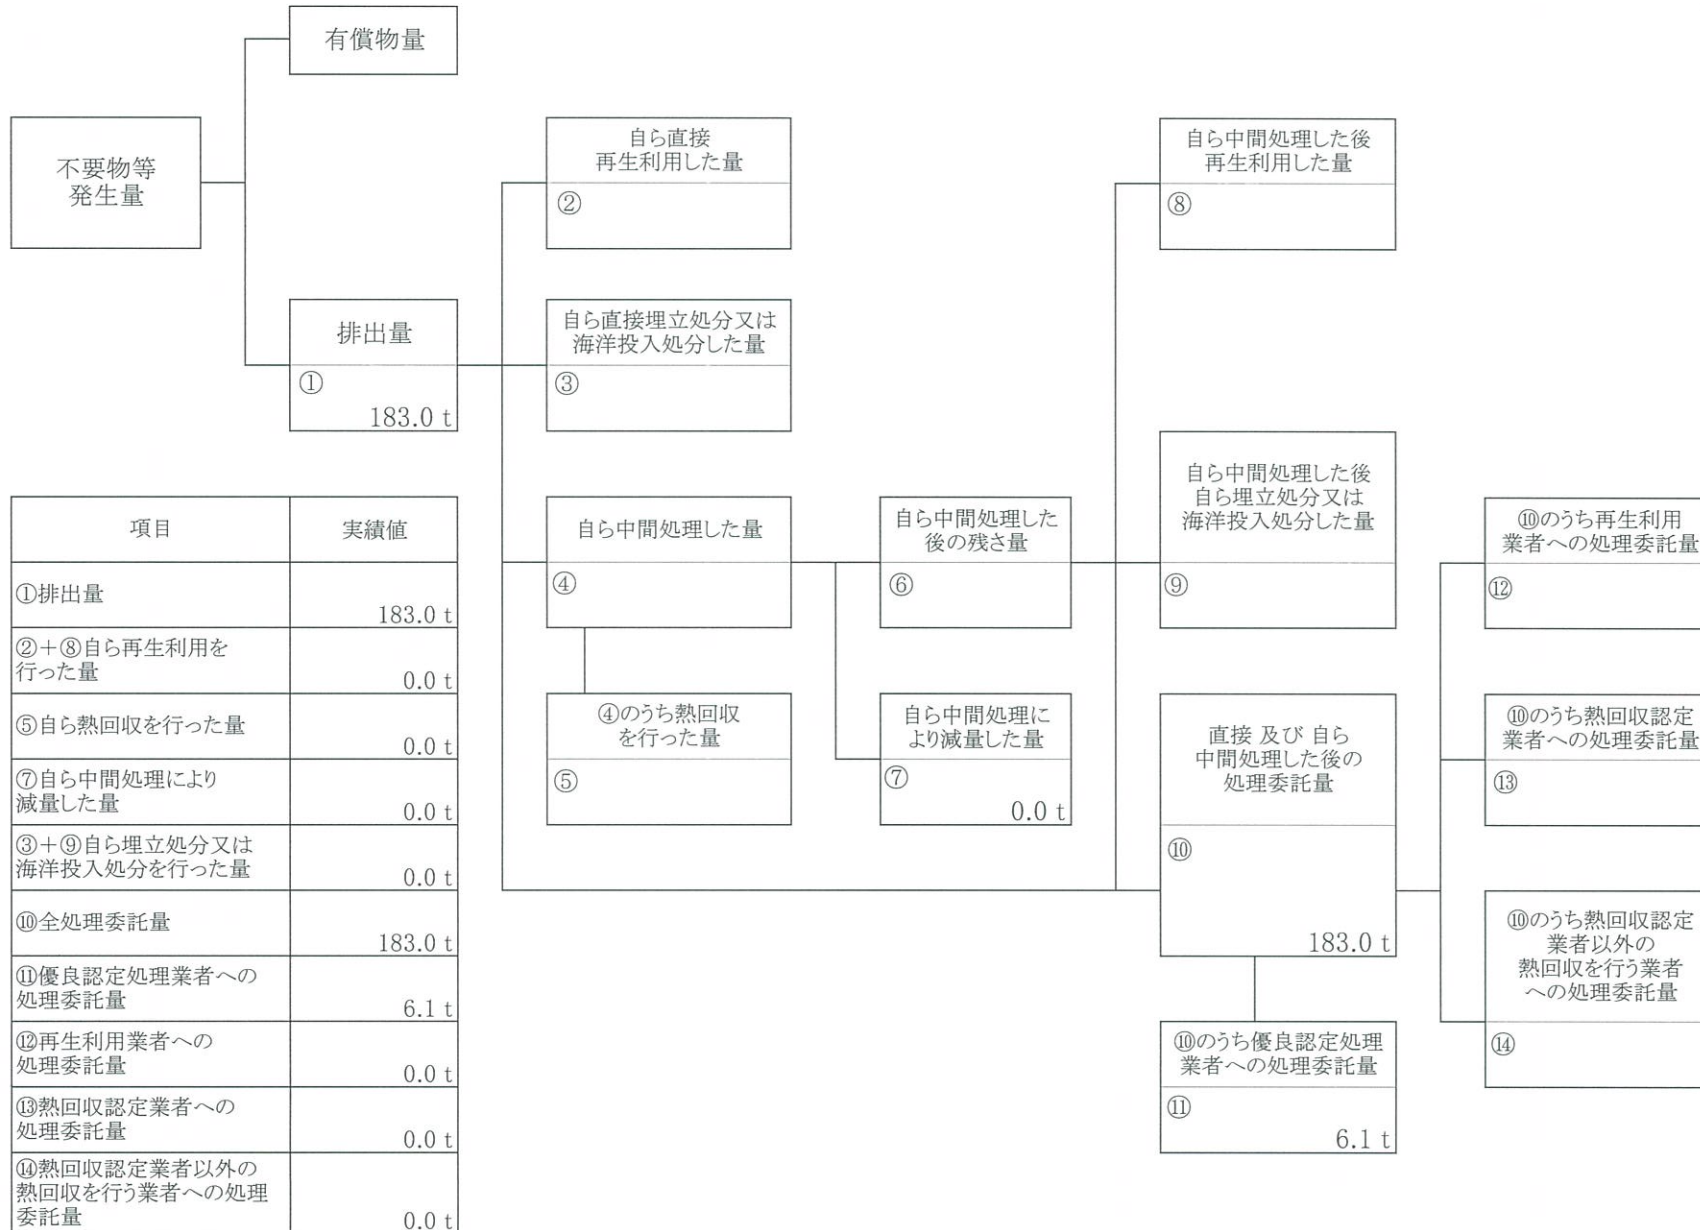 有償物量
不要物等
発生量
自ら直接
再生利用した量
②
自ら中間処理した後
再生利用した量
⑧
排出量
①
183.0 t
自ら直接埋立処分又は
海洋投入処分した量
③
自ら中間処理した量
④
自ら中間処理した
後の残さ量
⑥
自ら中間処理した後
自ら埋立処分又は
海洋投入処分した量
⑨
⑩のうち再生利用
業者への処理委託量
⑫
④のうち熱回収
を行った量
⑤
自ら中間処理に
より減量した量
⑦
0.0 t
直接 及び 自ら
中間処理した後の
処理委託量
⑩
183.0 t
⑩のうち熱回収認定
業者への処理委託量
⑬
⑩のうち熱回収認定
業者以外の
熱回収を行う業者
への処理委託量
⑭
⑩のうち優良認定処理
業者への処理委託量
⑪
6.1 t
項目 実績値
①排出量
183.0 t
②+⑧自ら再生利用を
行った量
0.0 t
⑤自ら熱回収を行った量
0.0 t
⑦自ら中間処理により
減量した量
0.0 t
③+⑨自ら埋立処分又は
海洋投入処分を行った量
0.0 t
⑩全処理委託量
183.0 t
⑪優良認定処理業者への
処理委託量
6.1 t
⑫再生利用業者への
処理委託量
0.0 t
⑬熱回収認定業者への
処理委託量
0.0 t
⑭熱回収認定業者以外の
熱回収を行う業者への処理
委託量
0.0 t